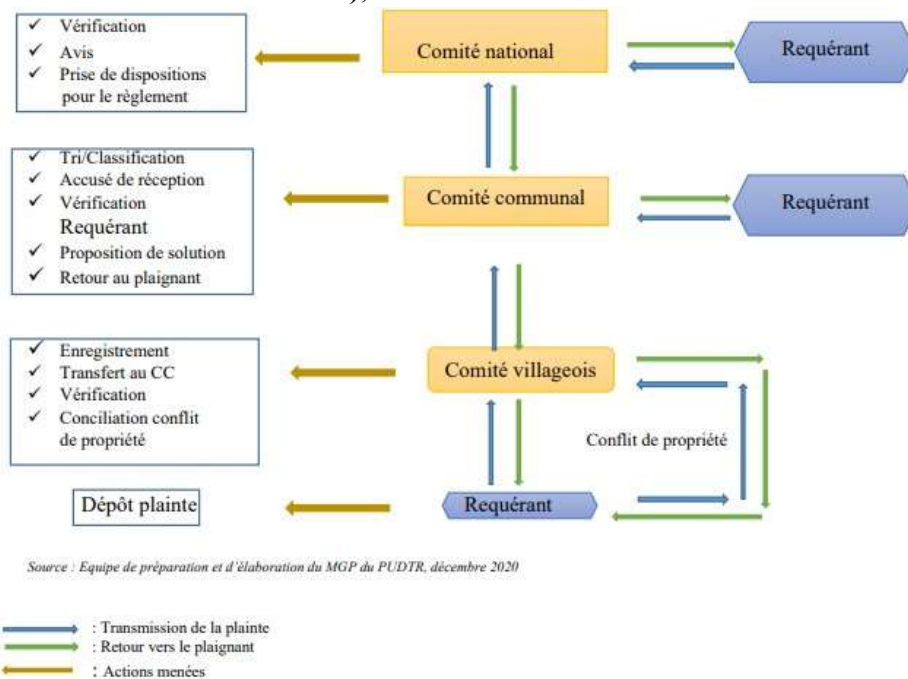 ✓ Vérification
✓ Avis
✓ Prise de dispositions
pour le règlement
Comité national
Requérant
✓ Tri/Classification
✓ Accusé de réception
✓ Vérification
Requérant
✓ Proposition de solution
✓ Retour au plaignant
Comité communal
Requérant
✓ Enregistrement
✓ Transfert au CC
✓ Vérification
✓ Conciliation conflit
de propriété
Comité villageois
Conflit de propriété
Dépôt plainte
Requérant
Source : Equipe de préparation et d'élaboration du MGP du PUDTR, décembre 2020
: Transmission de la plainte
: Retour vers le plaignant
: Actions menées